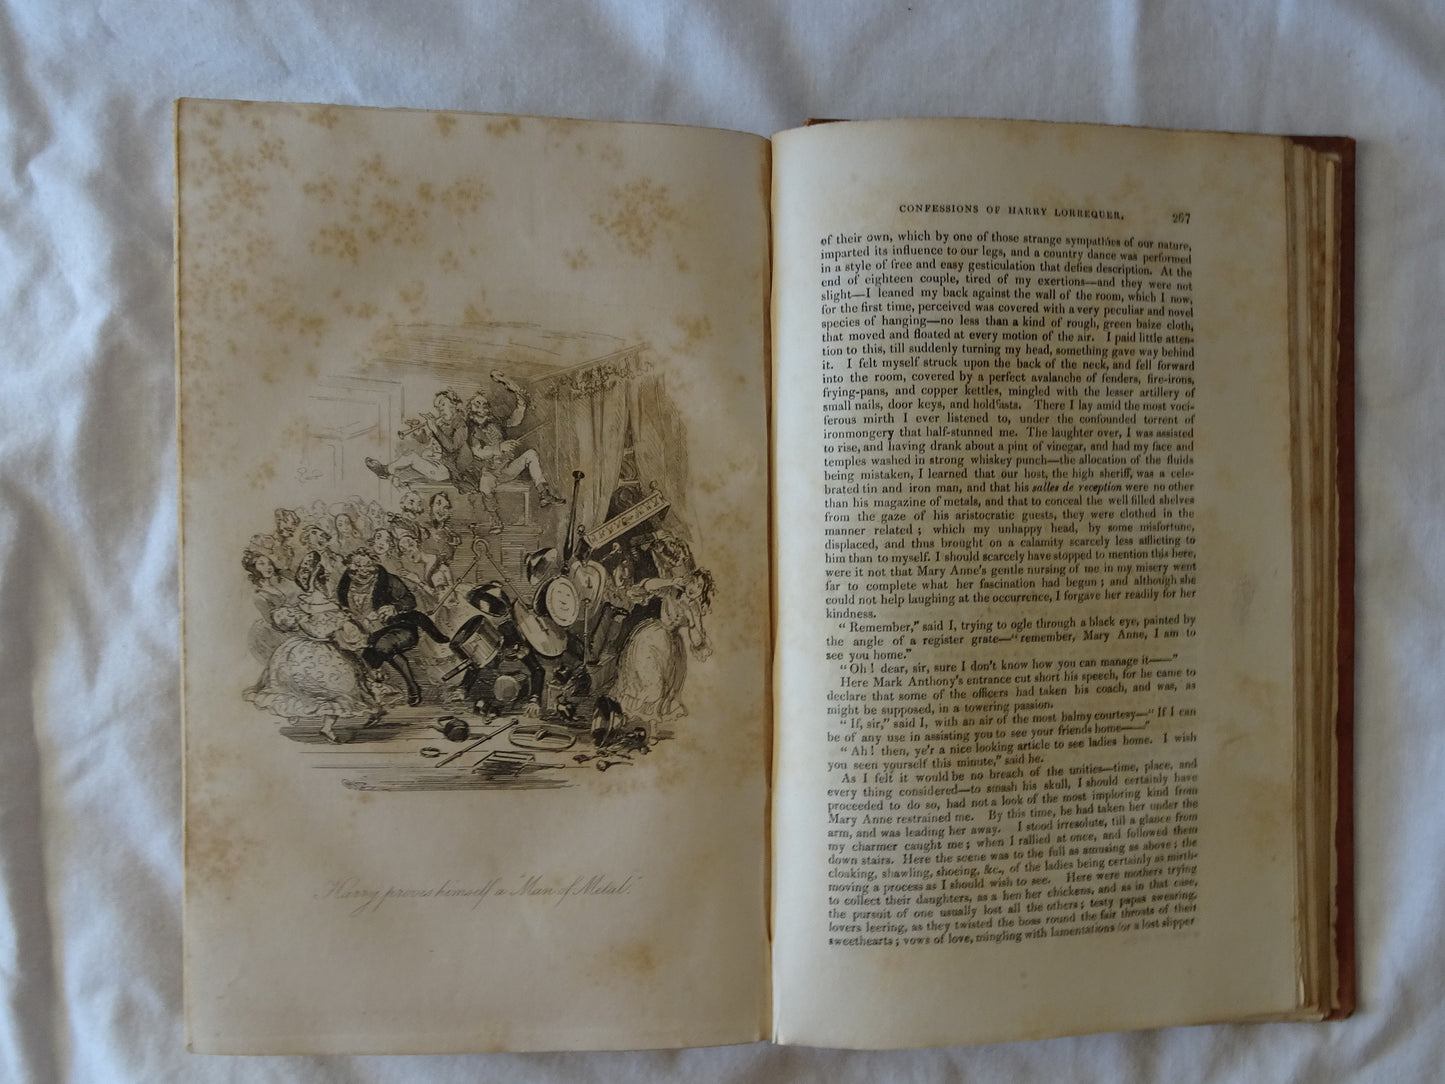 Harry proves himself a "Man of Metal".
CONFESSIONS OF HARRY LORREQUER. 267
of their own, which by one of those strange sympathies of our nature,
imparted its influence to our legs, and a country dance was performed
in a style of free and easy gesticulation that defies description. At the
end of eighteen couple, tired of my exertions—and they were not
slight—I leaned my back against the wall of the room, which I now,
for the first time, perceived was covered with a very peculiar and novel
species of hanging—no less than a kind of rough, green baize cloth,
that moved and floated at every motion of the air. I paid little atten-
tion to this, till suddenly turning my head, something gave way behind
it. I felt myself struck upon the back of the neck, and fell forward
into the room, covered by a perfect avalanche of fenders, fire-irons,
frying-pans, and copper kettles, mingled with the lesser artillery of
small nails, door keys, and holdfasts. There I lay amid the most voci-
ferous mirth I ever listened to, under the confounded torrent of
ironmongery that half-stunned me. The laughter over, I was assisted
to rise, and having drank about a pint of vinegar, and had my face and
temples washed in strong whiskey punch—the allocation of the fluids
being mistaken, I learned that our host, the high sheriff, was a cele-
brated tin and iron man, and that his salles de reception were no other
than his magazine of metals, and that to conceal the well filled shelves
from the gaze of his aristocratic guests, they were clothed in the
manner related ; which my unhappy head, by some misfortune,
displaced, and thus brought on a calamity scarcely less afflicting to
him than to myself. I should scarcely have stopped to mention this here,
were it not that Mary Anne's gentle nursing of me in my misery went
far to complete what her fascination had begun ; and although she
could not help laughing at the occurrence, I forgave her readily for her
kindness.
" Remember," said I, trying to ogle through a black eye, painted by
the angle of a register grate—" remember, Mary Anne, I am to
see you home."
" Oh ! dear, sir, sure I don't know how you can manage it——"
Here Mark Anthony's entrance cut short his speech, for he came to
declare that some of the officers had taken his coach, and was, as
might be supposed, in a towering passion.
" If, sir," said I, with an air of the most balmy courtesy—" If I can
be of any use in assisting you to see your friends home——"
" Ah ! then, ye'r a nice looking article to see ladies home. I wish
you seen yourself this minute," said he.
As I felt it would be no breach of the unities—time, place, and
every thing considered—to smash his skull, I should certainly have
proceeded to do so, had not a look of the most imploring kind from
Mary Anne restrained me. By this time, he had taken her under the
arm, and was leading her away. I stood irresolute, till a glance from
my charmer caught me ; when I rallied at once, and followed them
down stairs. Here the scene was to the full as amusing as above ; the
cloaking, shawling, shoeing, &c., of the ladies being certainly as mirth-
moving a process as I should wish to see. Here were mothers trying
to collect their daughters, as a hen her chickens, and as in that case,
the pursuit of one usually lost all the others ; testy papas swearing,
lovers leering, as they twisted the boas round the fair throats of their
sweethearts ; vows of love, mingling with lamentations for a lost slipper